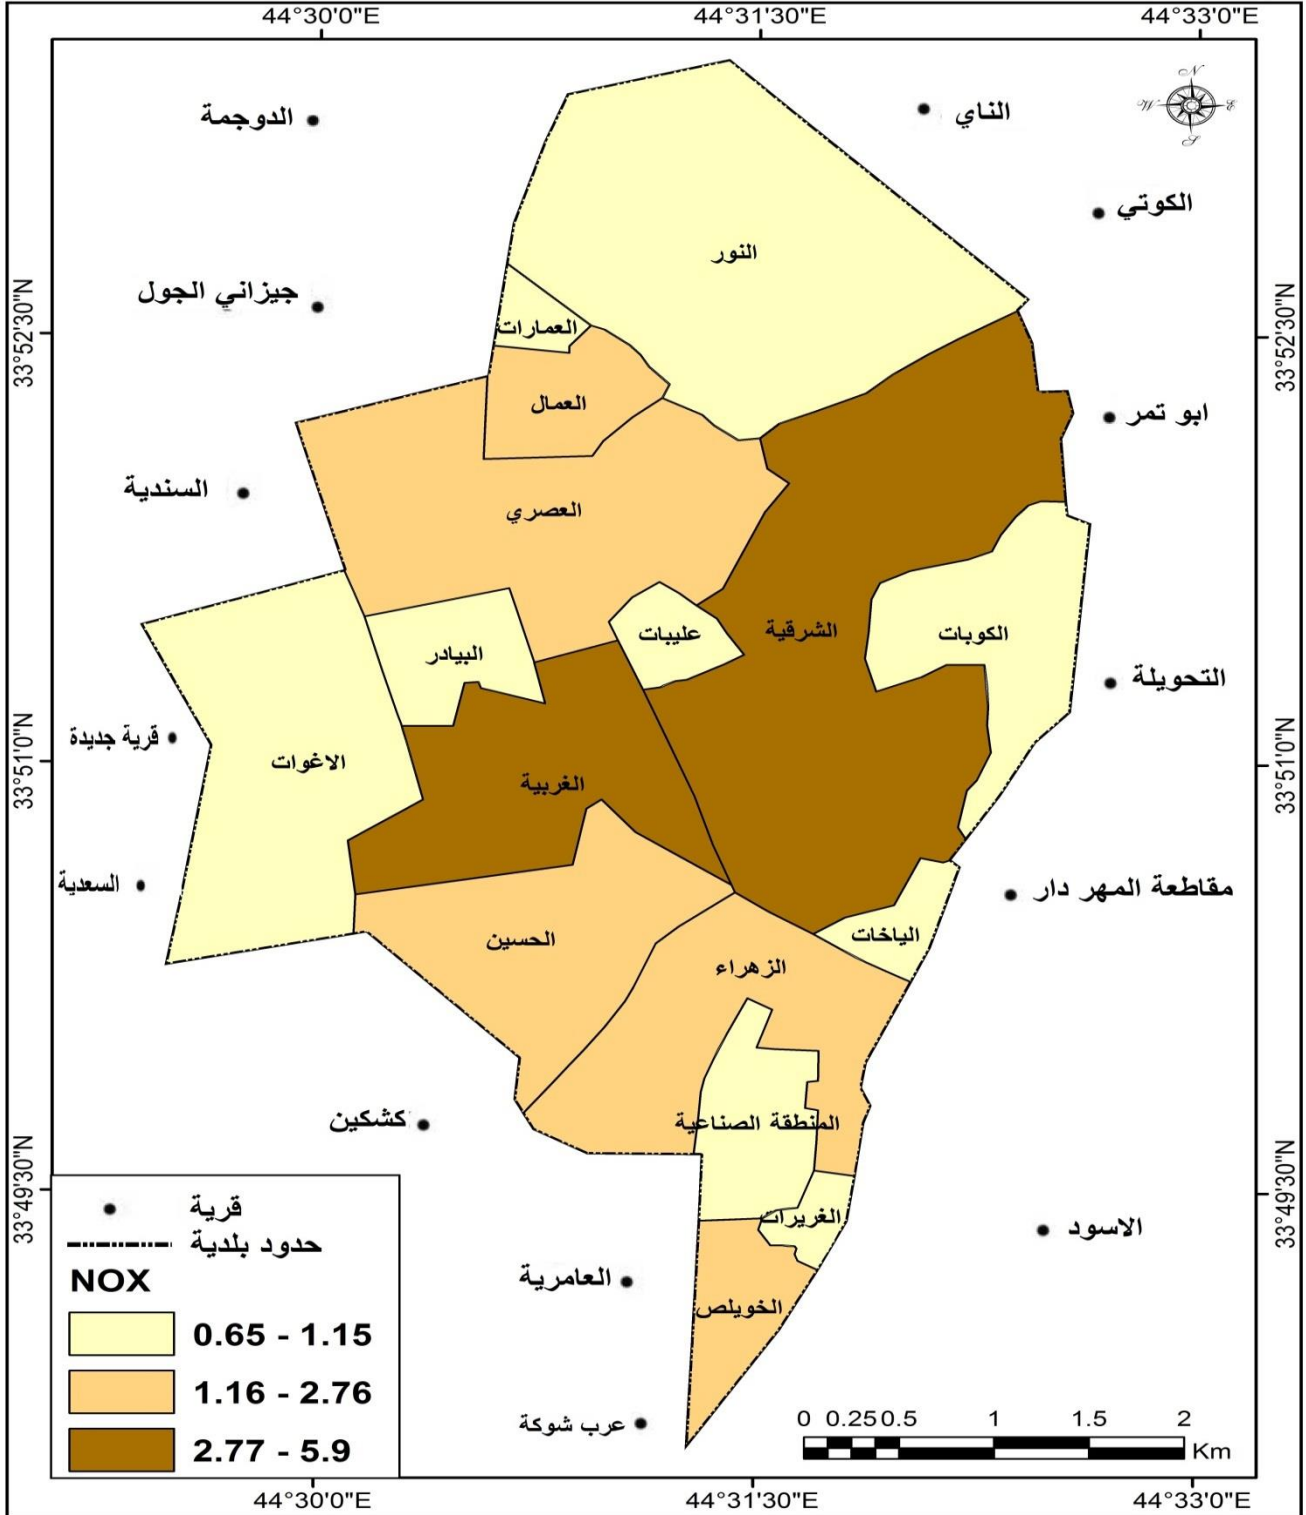 44°30'0"E
44°31'30"E
44°33'0"E
N
W
E
S
الدوجمة
الناي
الكوتي
النور
جيزاني الجول
العمارات
33°52'30"N
33°52'30"N
العمال
ابو تمر
السندية
العصري
عليبات
الشرقية
الكوبات
البيادر
التحويلة
قرية جديدة
الاغوات
33°51'0"N
33°51'0"N
الغربية
السعدية
مقاطعة المهر دار
الحسين
الياخات
الزهراء
كشكين
المنطقة الصناعية
33°49'30"N
33°49'30"N
الغريرات
الاسود
العامرية
الخويلص
عرب شوكة
قرية
حدود بلدية
NOX
0.65 - 1.15
1.16 - 2.76
2.77 - 5.9
0 0.25 0.5 1 1.5 2
Km
44°30'0"E
44°31'30"E
44°33'0"E